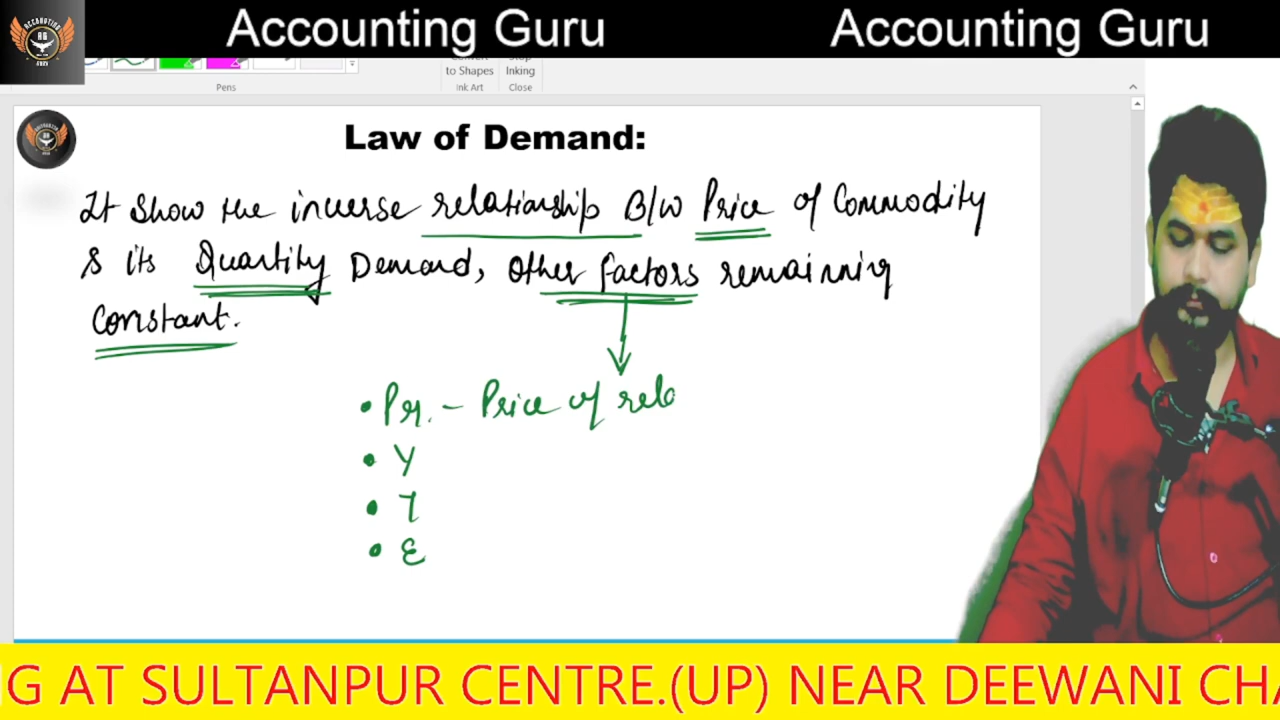 Accounting Guru Accounting Guru
to Shapes Inking
Pens Ink Art Close
Law of Demand:
It show the inverse relationship B/W Price of Commodity
& its Quantity Demand, Other factors remaining
constant.
• Pr. – Price of rela
• Y
• T
• E
G AT SULTANPUR CENTRE.(UP) NEAR DEEWANI CHA